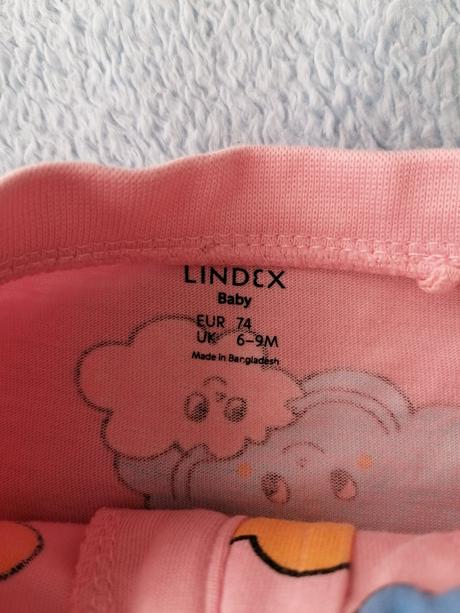 LINDEX
Baby
EUR 74
UK 6-9M
Made in Bangladesh